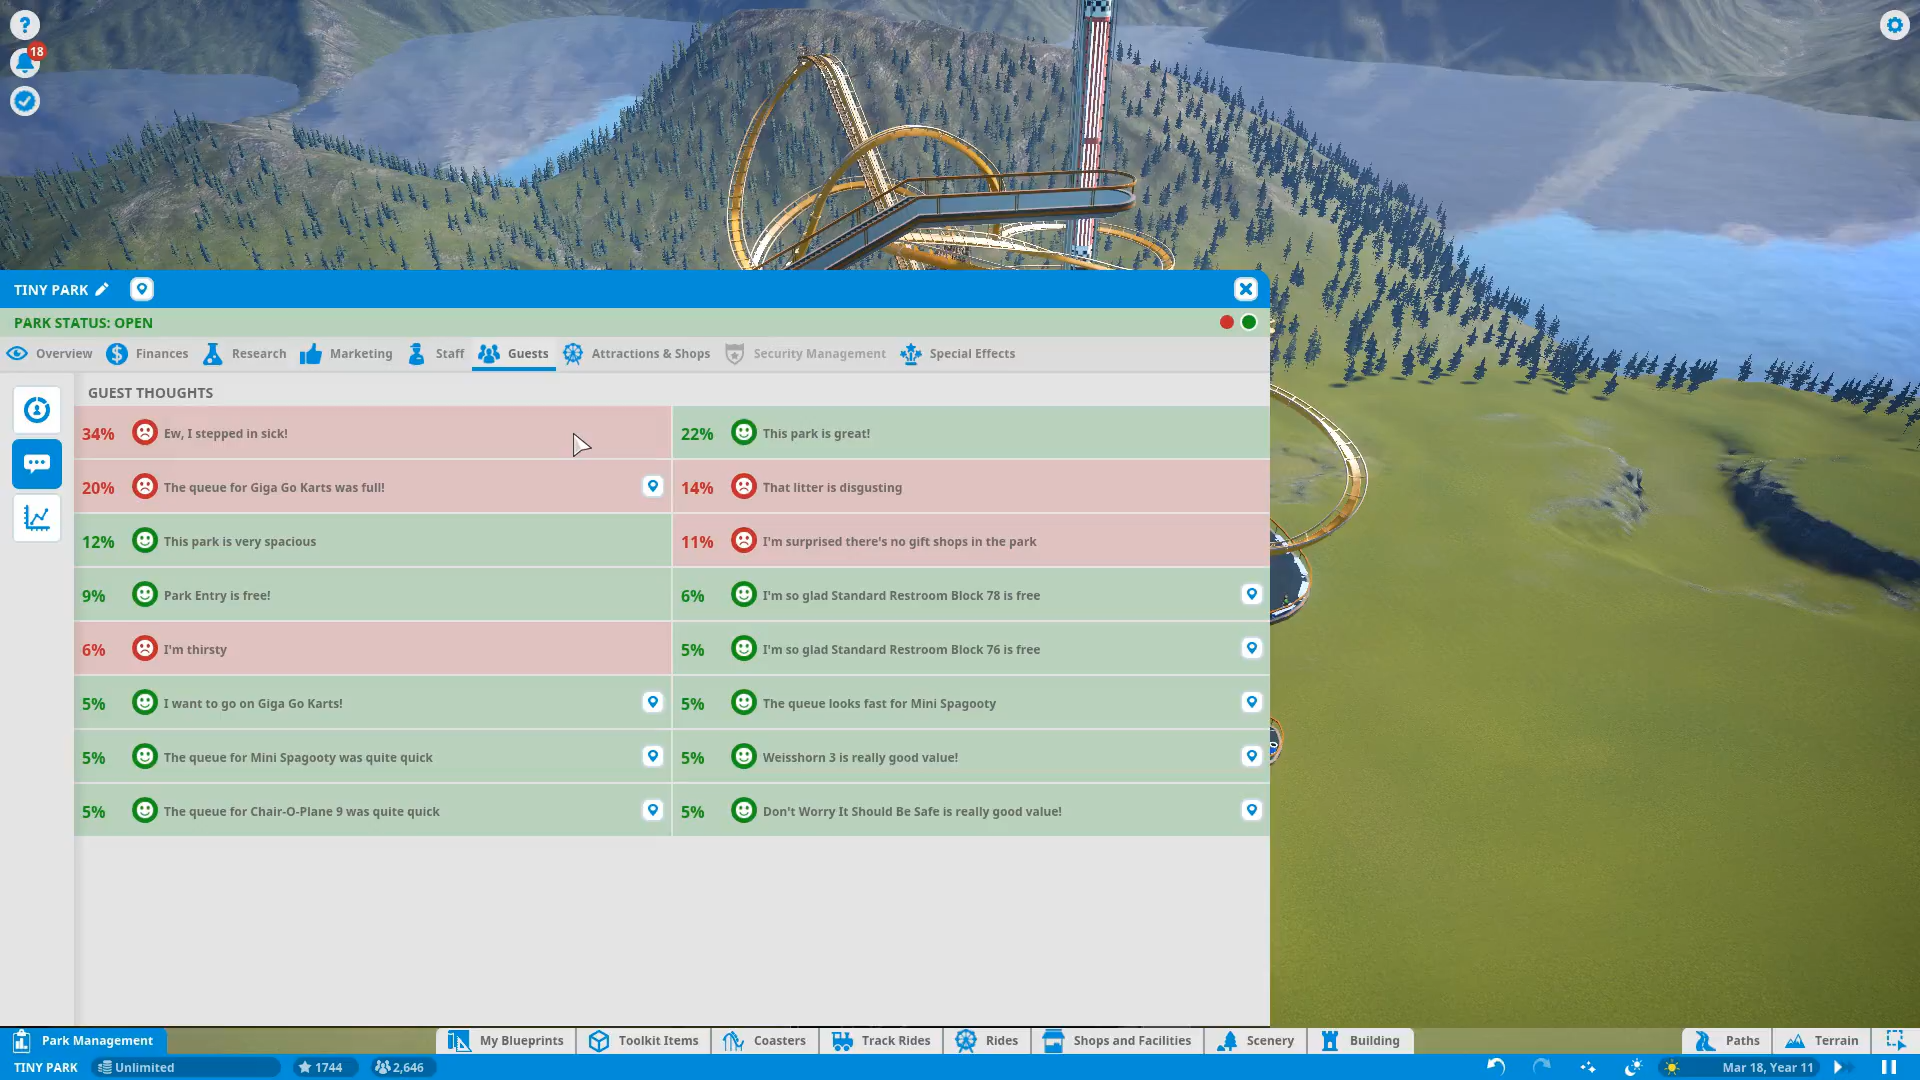 ?
18
TINY PARK
PARK STATUS: OPEN
Overview
Finances
Research
Marketing
Staff
Guests
Attractions & Shops
Security Management
Special Effects
GUEST THOUGHTS
34% Ew, I stepped in sick!
22% This park is great!
20% The queue for Giga Go Karts was full!
14% That litter is disgusting
12% This park is very spacious
11% I'm surprised there's no gift shops in the park
9% Park Entry is free!
6% I'm so glad Standard Restroom Block 78 is free
6% I'm thirsty
5% I'm so glad Standard Restroom Block 76 is free
5% I want to go on Giga Go Karts!
5% The queue looks fast for Mini Spagooty
5% The queue for Mini Spagooty was quite quick
5% Weisshorn 3 is really good value!
5% The queue for Chair-O-Plane 9 was quite quick
5% Don't Worry It Should Be Safe is really good value!
Park Management
My Blueprints
Toolkit Items
Coasters
Track Rides
Rides
Shops and Facilities
Scenery
Building
Paths
Terrain
TINY PARK
Unlimited
1744
2,646
Mar 18, Year 11